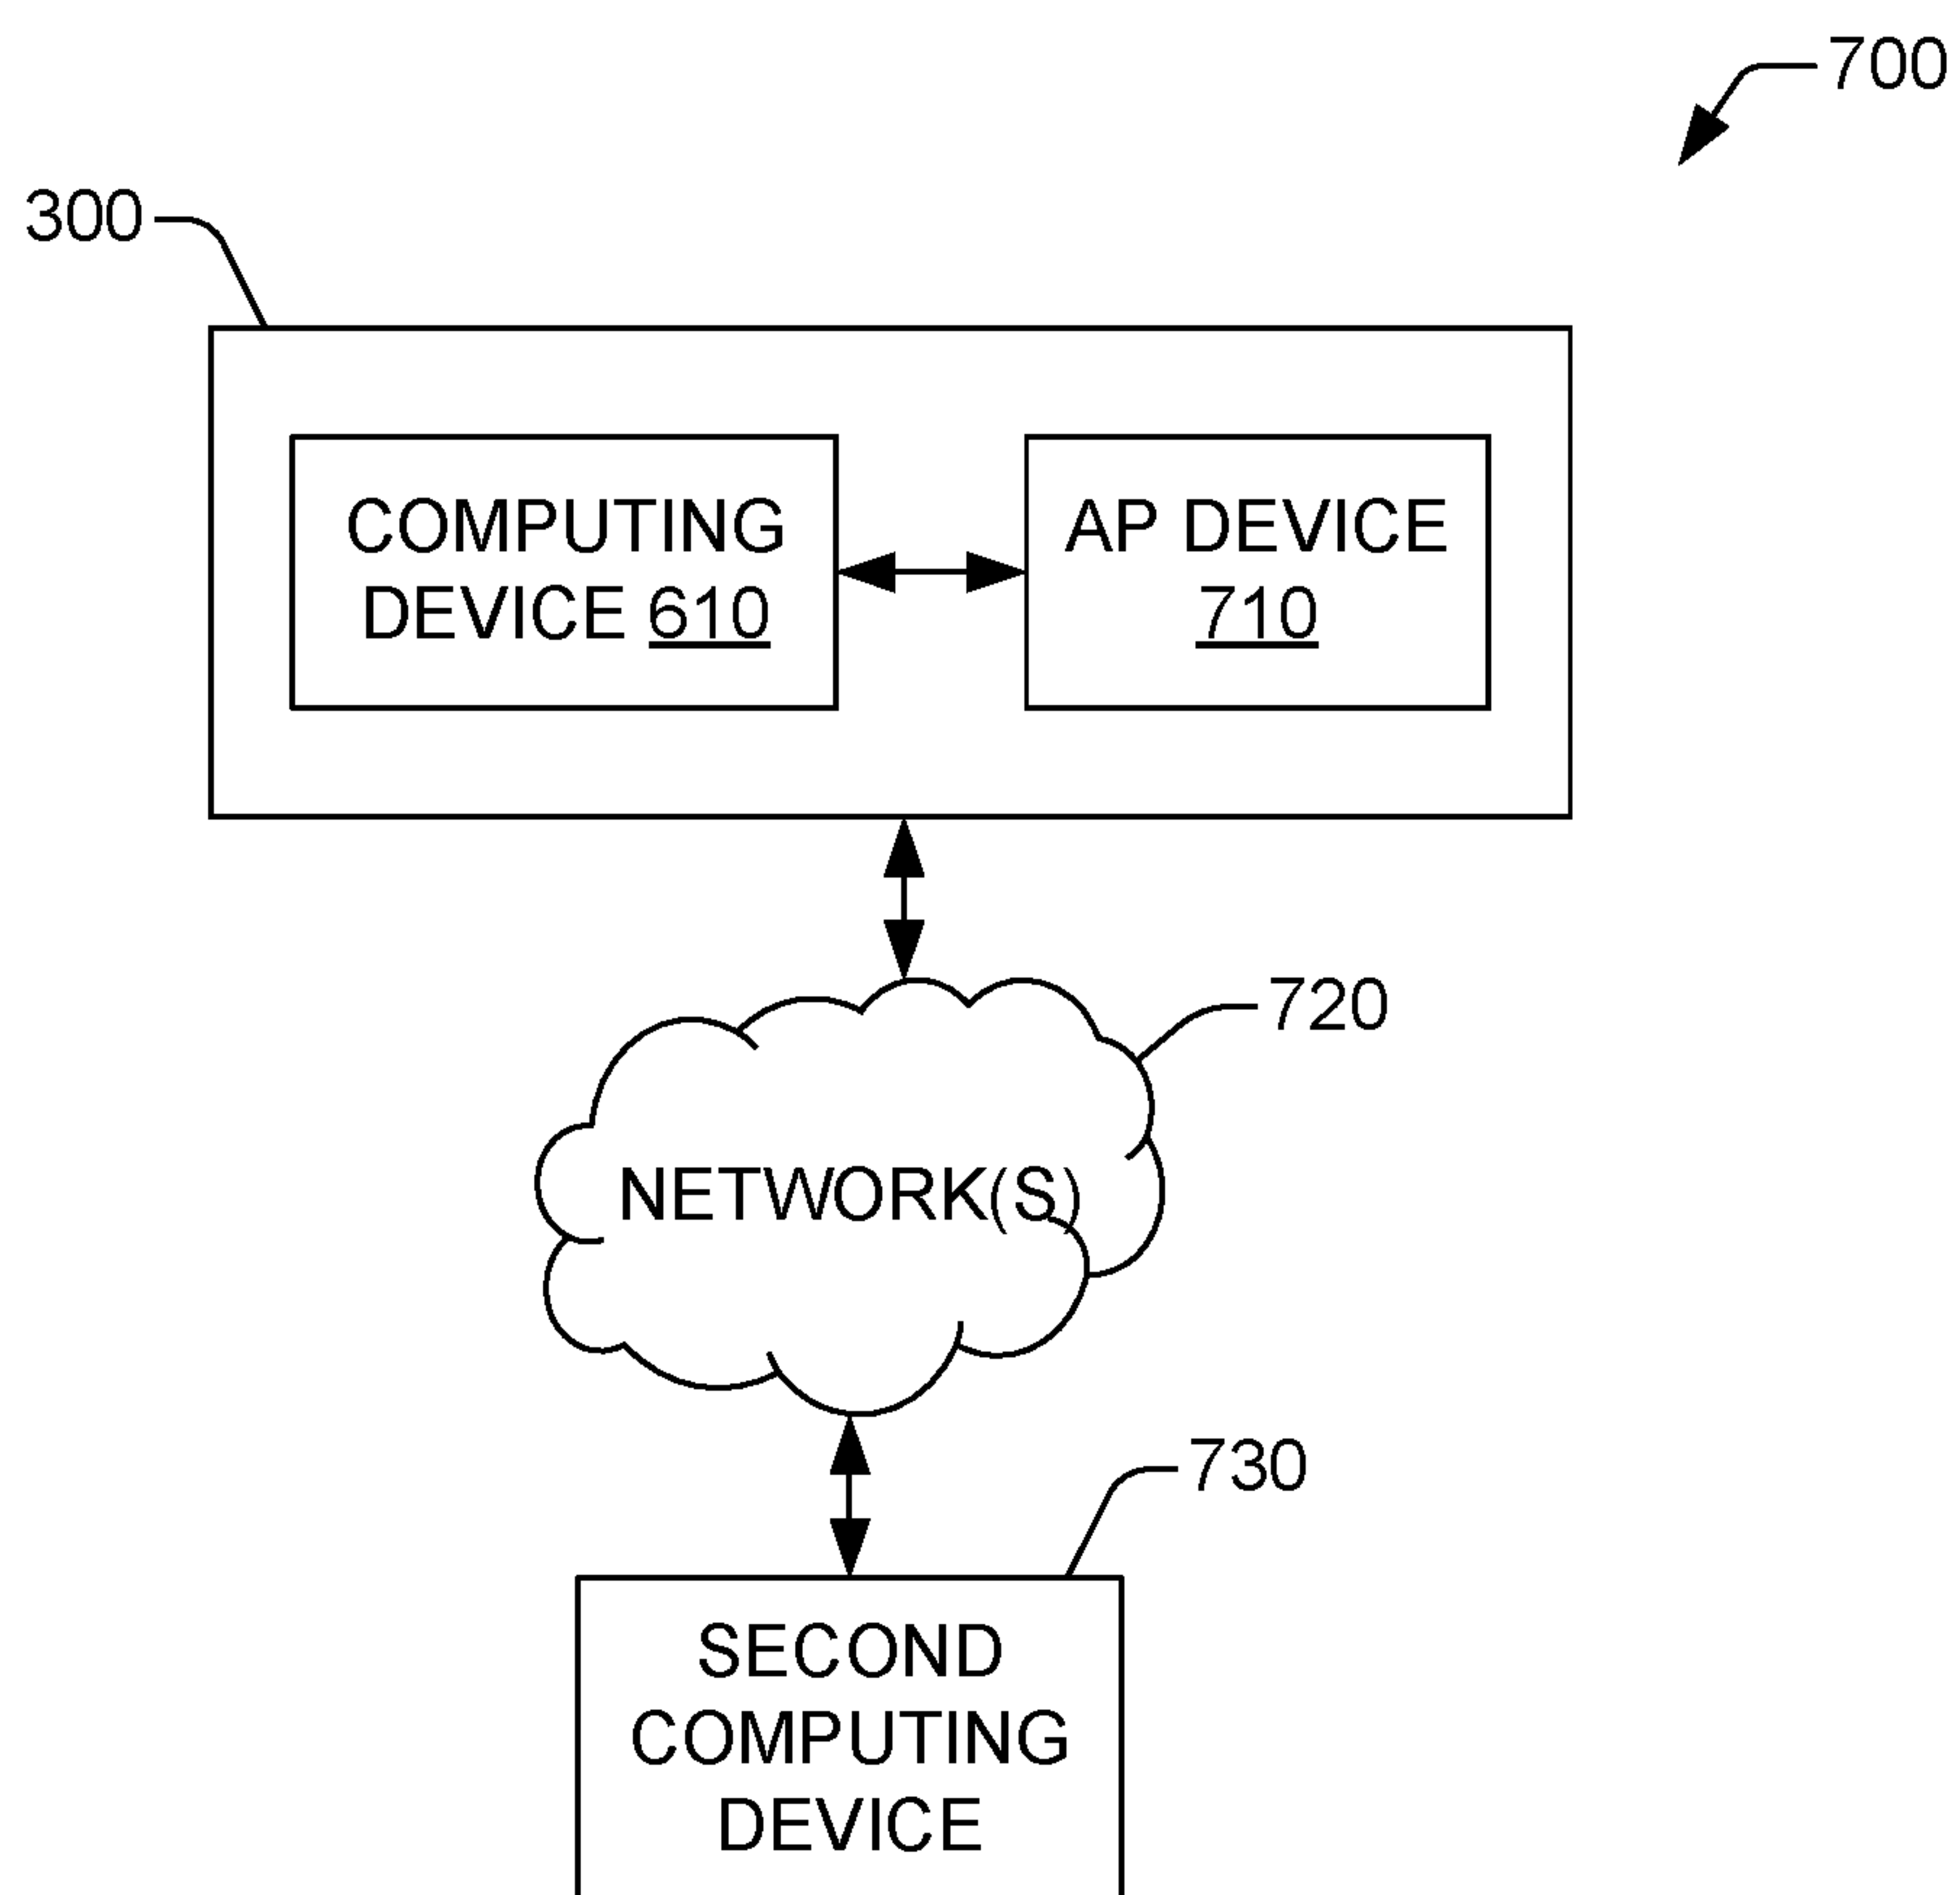 700
300
COMPUTING
DEVICE 610
AP DEVICE
710
720
NETWORK(S)
730
SECOND
COMPUTING
DEVICE